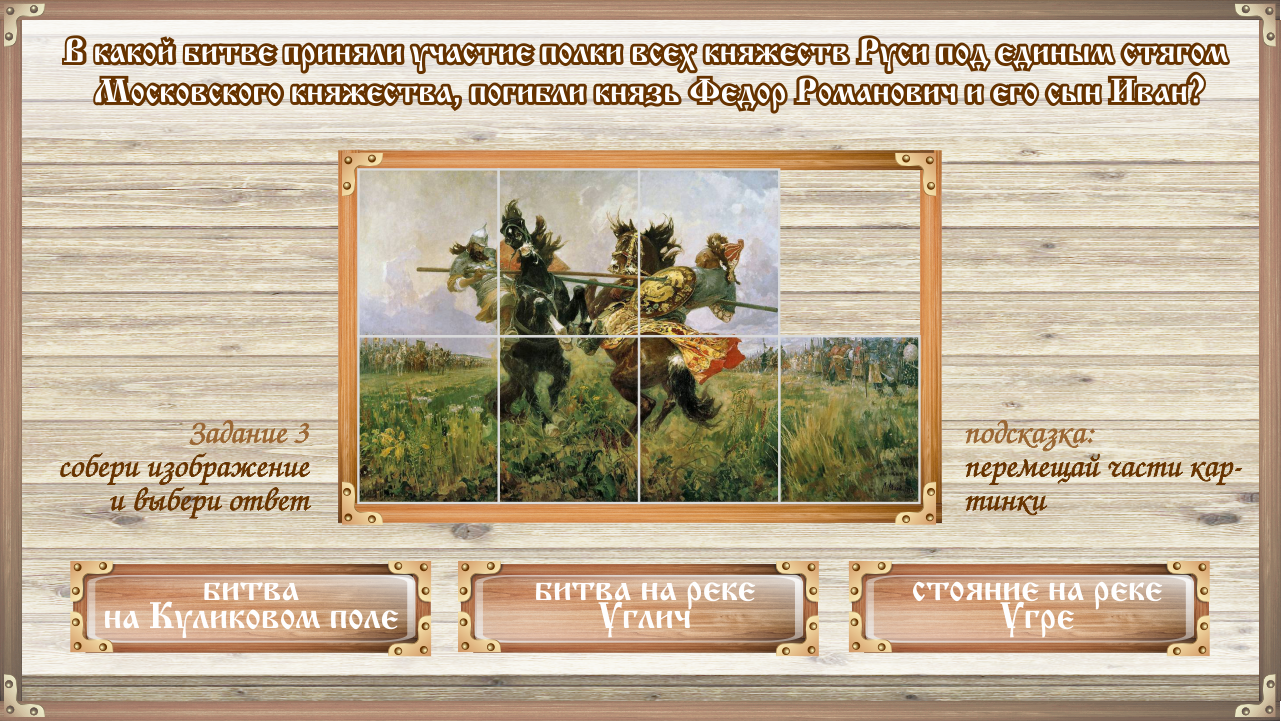 В какой битве приняли участие полки всех княжеств Руси под единым стягом
Московского княжества, погибли князь Федор Романович и его сын Иван?
Задание 3
собери изображение
и выбери ответ
подсказка:
перемещай части кар-
тинки
битва
на Куликовом поле
битва на реке
Углич
стояние на реке
Угре